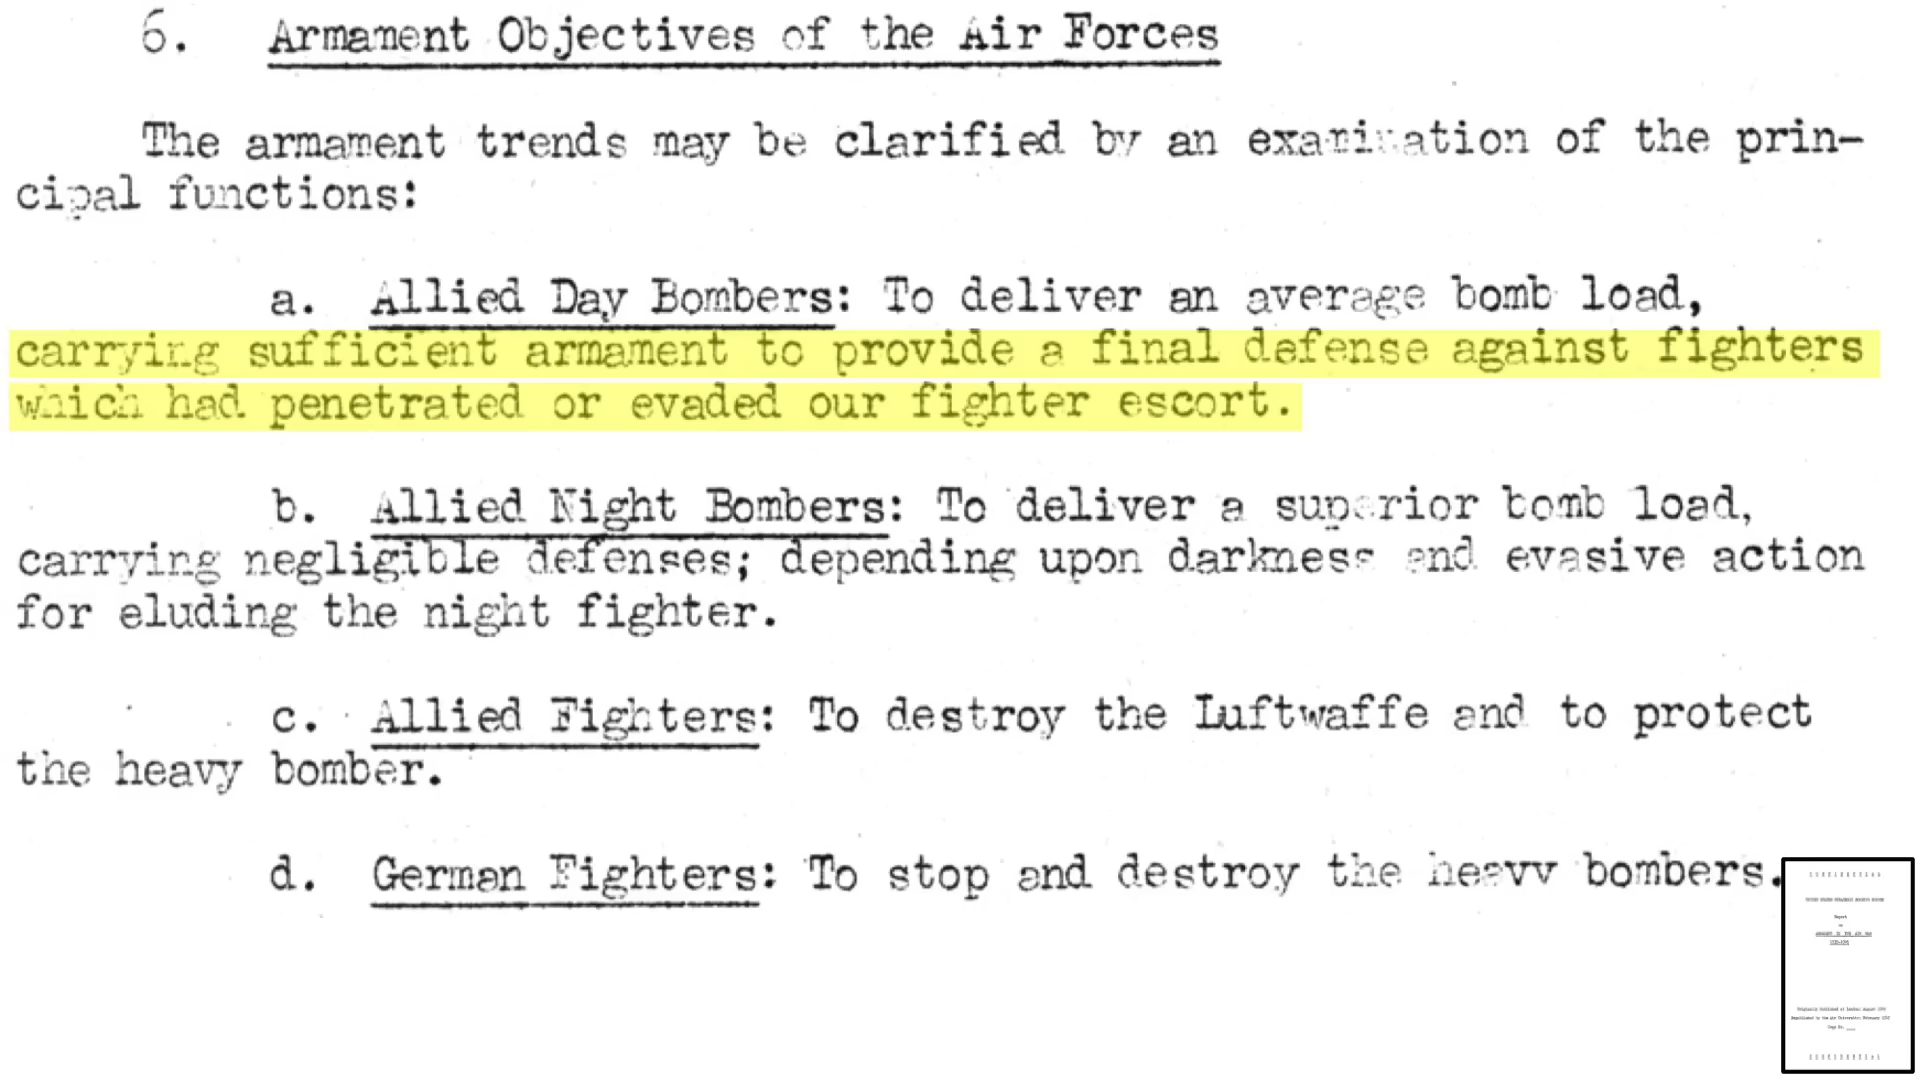 6. Armament Objectives of the Air Forces
The armament trends may be clarified by an examination of the prin-
cipal functions:
a. Allied Day Bombers: To deliver an average bomb load,
carrying sufficient armament to provide a final defense against fighters
which had penetrated or evaded our fighter escort.
b. Allied Night Bombers: To deliver a superior bomb load,
carrying negligible defenses; depending upon darkness and evasive action
for eluding the night fighter.
c. Allied Fighters: To destroy the Luftwaffe and to protect
the heavy bomber.
d. German Fighters: To stop and destroy the heavy bombers.
Report